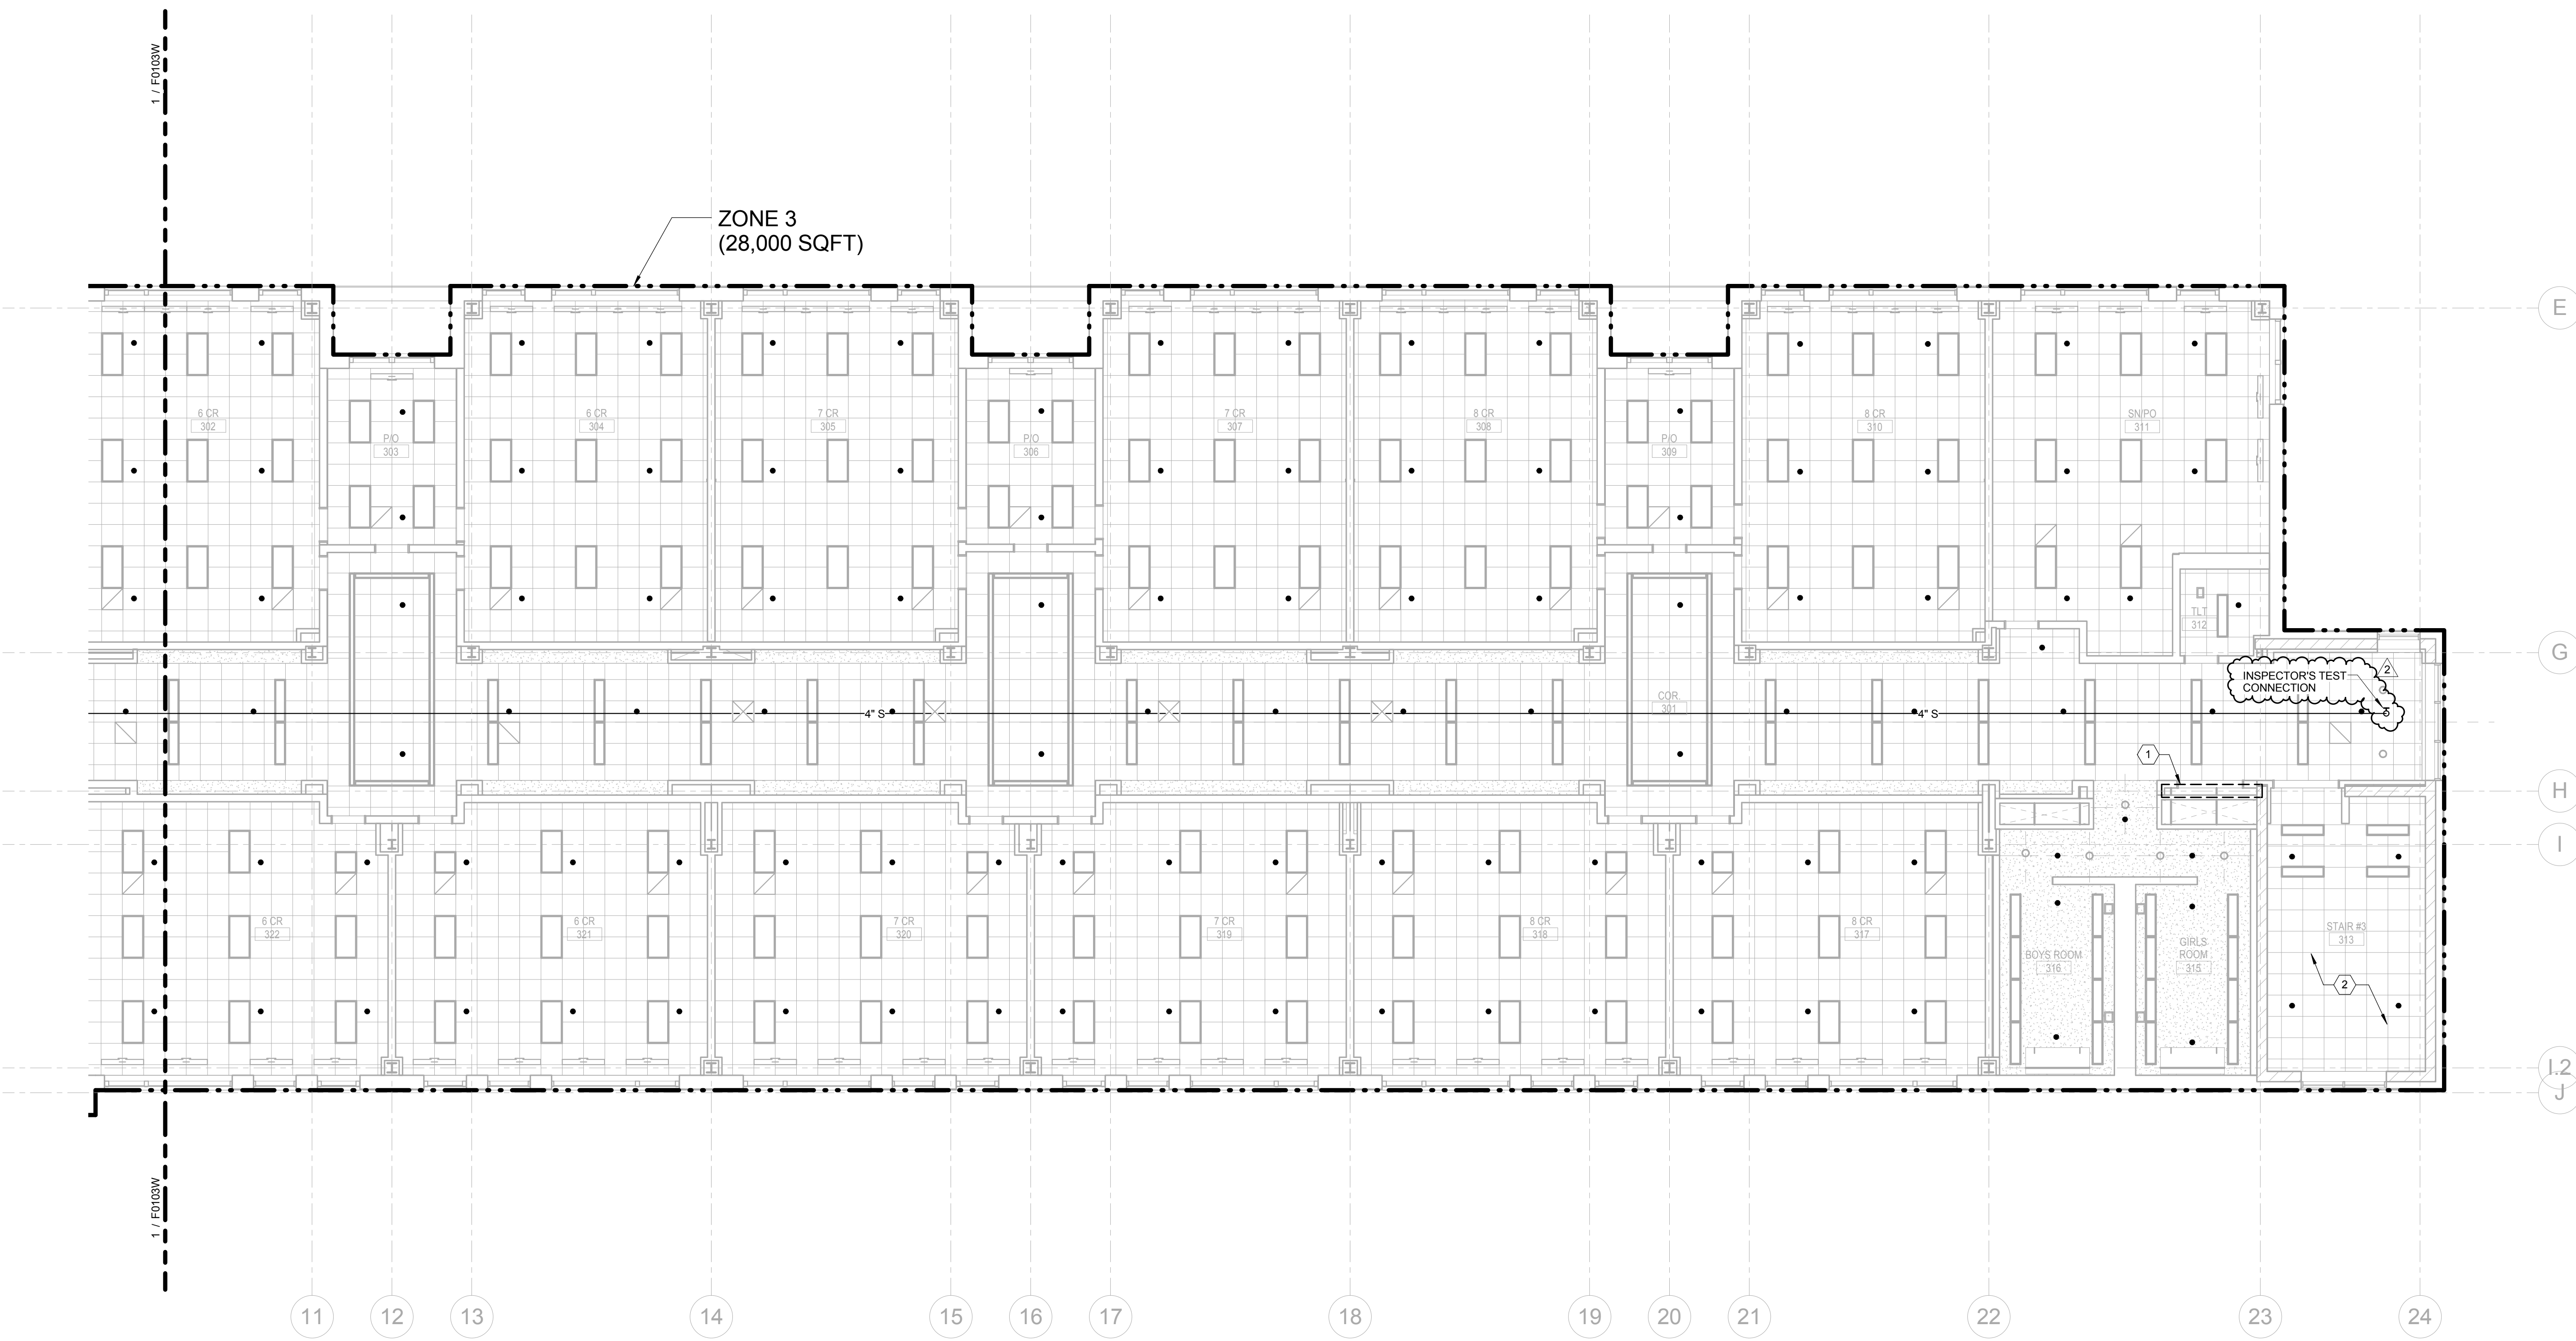 1 / F0103W
ZONE 3
(28,000 SQFT)
E
6 CR
302
P/O
303
6 CR
304
7 CR
305
P/O
306
7 CR
307
8 CR
308
P/O
309
8 CR
310
SN/PO
311
TLT
312
G
2
INSPECTOR'S TEST
CONNECTION
COR.
301
4" S
4" S
1
H
I
6 CR
322
6 CR
321
7 CR
320
7 CR
319
8 CR
318
8 CR
317
BOYS ROOM
316
GIRLS
ROOM
315
STAIR #3
313
2
I.2
J
1 / F0103W
11
12
13
14
15
16
17
18
19
20
21
22
23
24